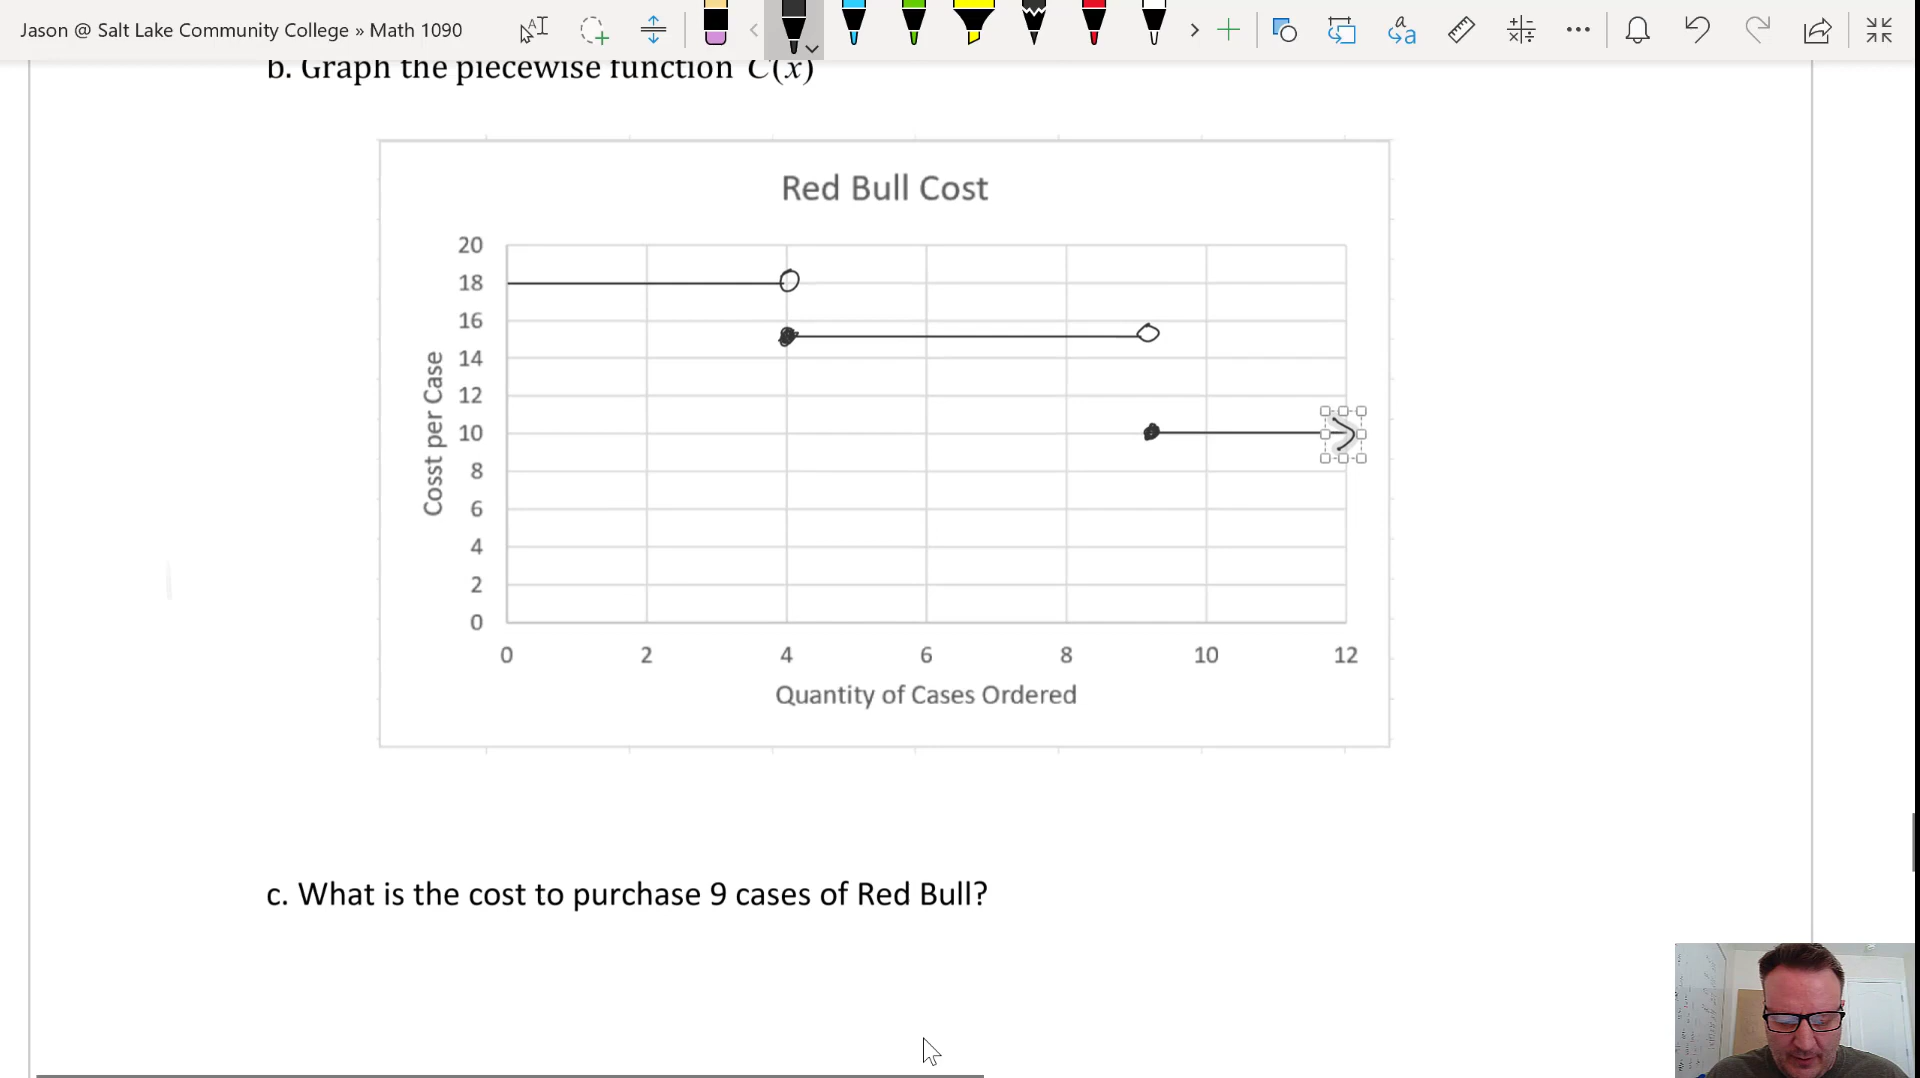 Jason @ Salt Lake Community College » Math 1090
b. Graph the piecewise function C(x)
Red Bull Cost
20
18
16
14
12
10
8
6
4
2
0
Cosst per Case
0 2 4 6 8 10 12
Quantity of Cases Ordered
c. What is the cost to purchase 9 cases of Red Bull?